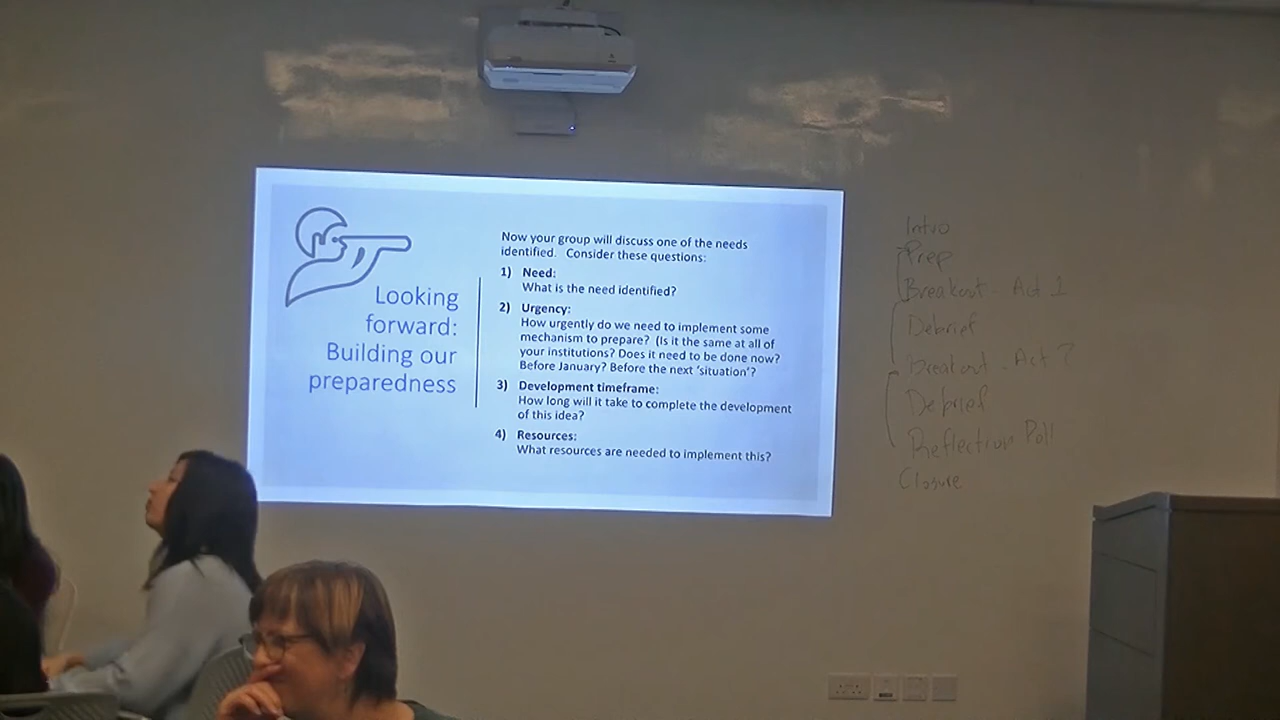 Looking
forward:
Building our
preparedness
Now your group will discuss one of the needs
identified. Consider these questions:
1) Need:
What is the need identified?
2) Urgency:
How urgently do we need to implement some
mechanism to prepare? (Is it the same at all of
your institutions? Does it need to be done now?
Before January? Before the next 'situation'?
3) Development timeframe:
How long will it take to complete the development
of this idea?
4) Resources:
What resources are needed to implement this?
Intro
Prep
Breakout - Act 1
Debrief
Breakout - Act 2
Debrief
Reflection Poll
Closure